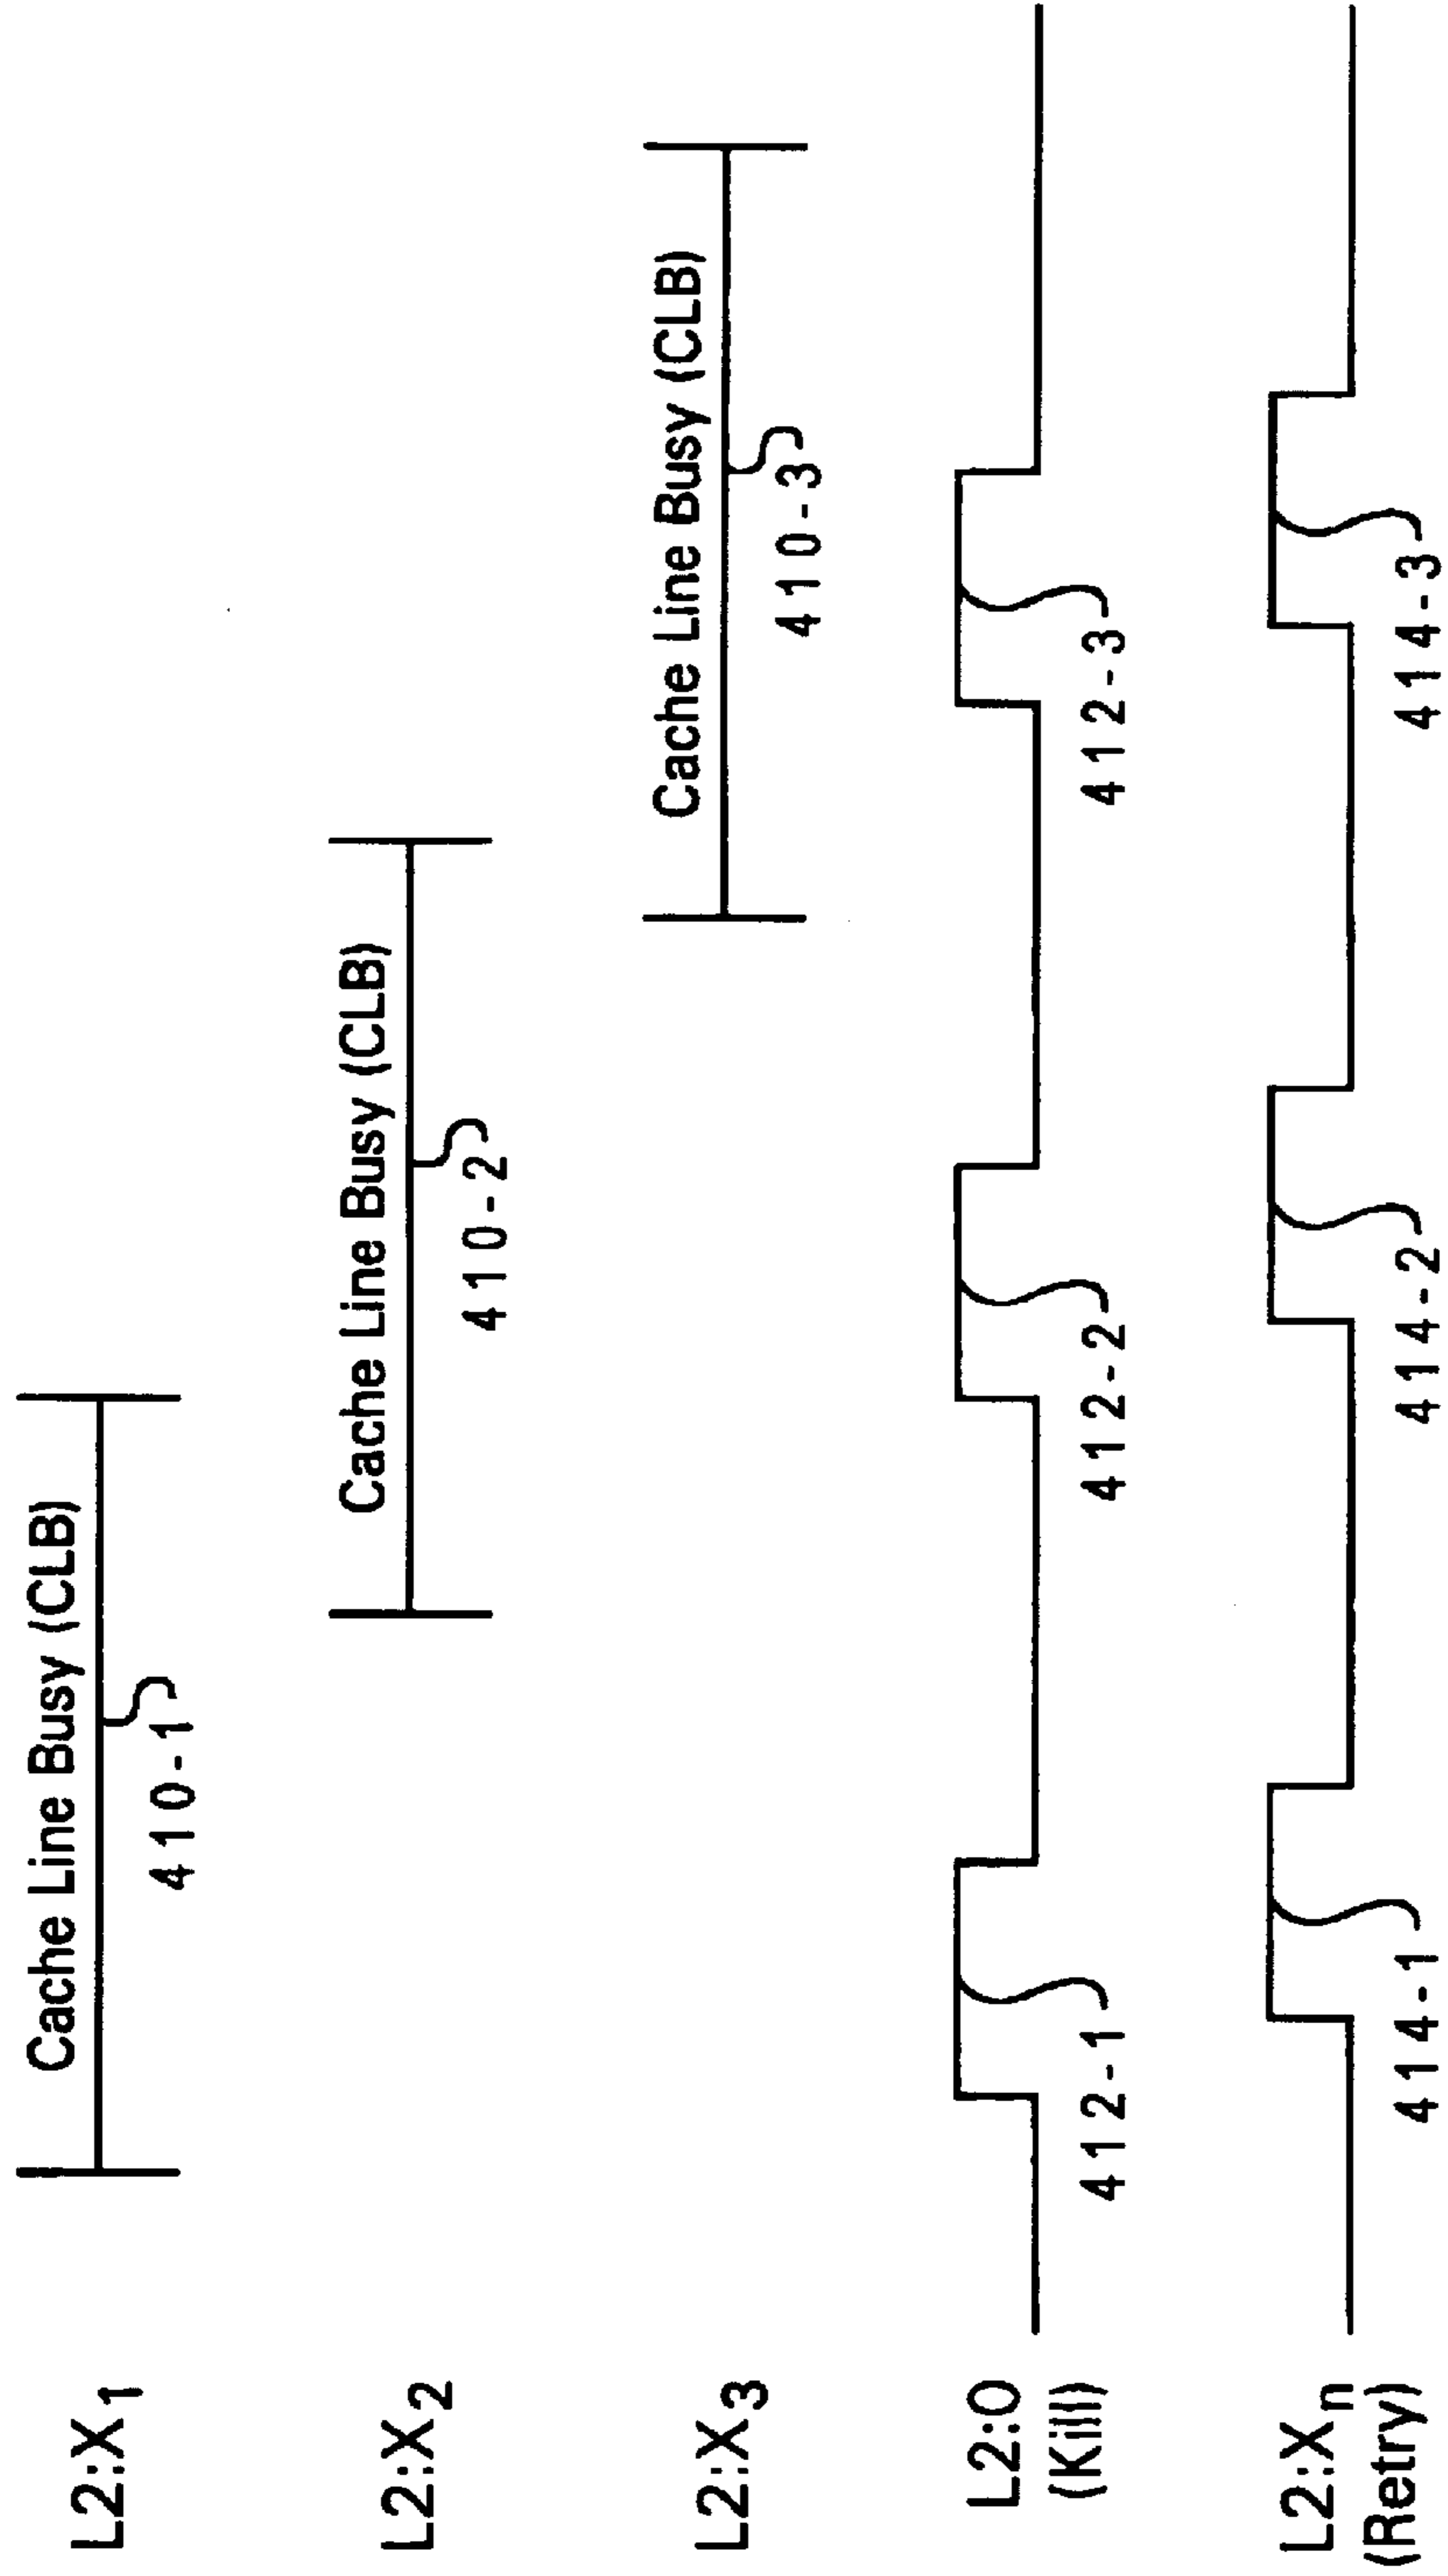 L2:X1
Cache Line Busy (CLB)
410-1
L2:X2
Cache Line Busy (CLB)
410-2
L2:X3
Cache Line Busy (CLB)
410-3
L2:O
(Kill)
412-1
412-2
412-3
L2:Xn
(Retry)
414-1
414-2
414-3